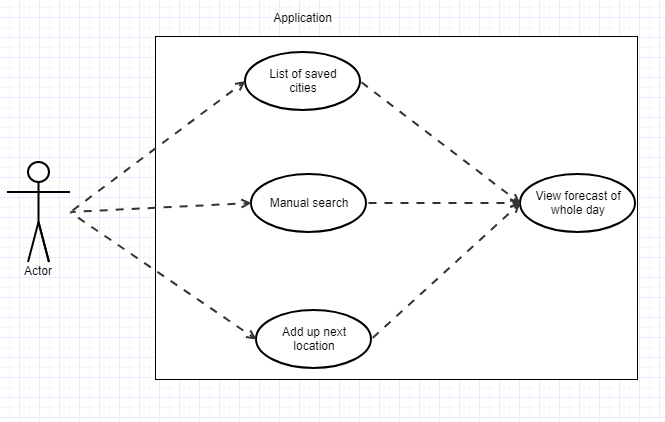 Application
List of saved
cities
Manual search
View forecast of
whole day
Actor
Add up next
location